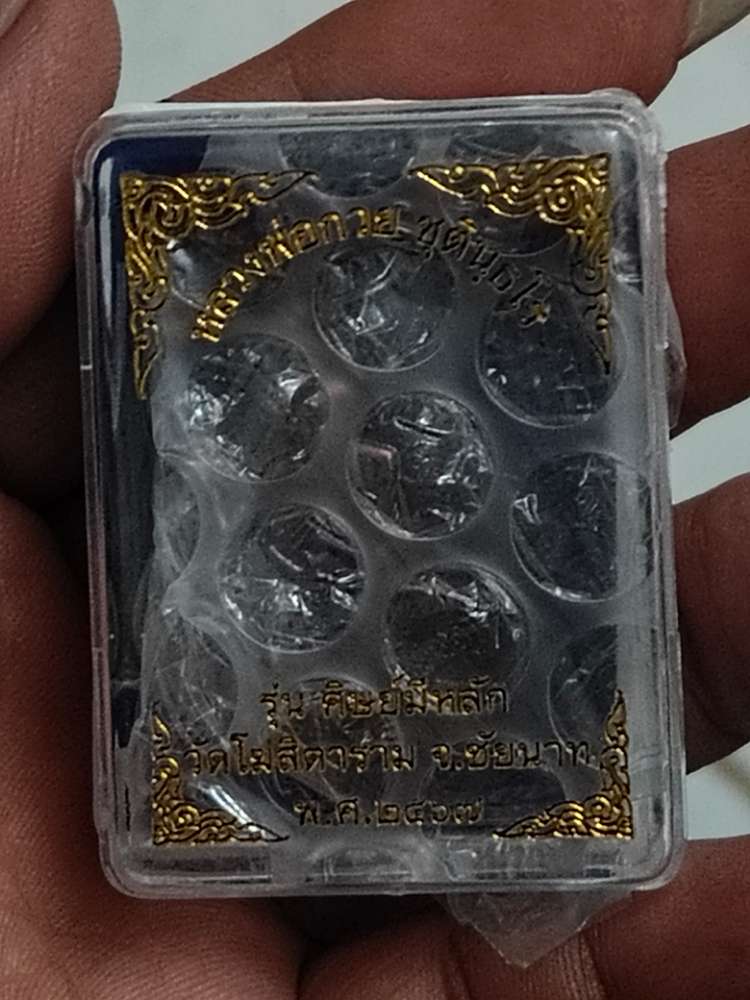 หลวงพ่อกวย ชุตินฺธโร
รุ่น ศิษย์มีหลัก
วัดโฆสิตาราม จ.ชัยนาท
พ.ศ.๒๕๖๗